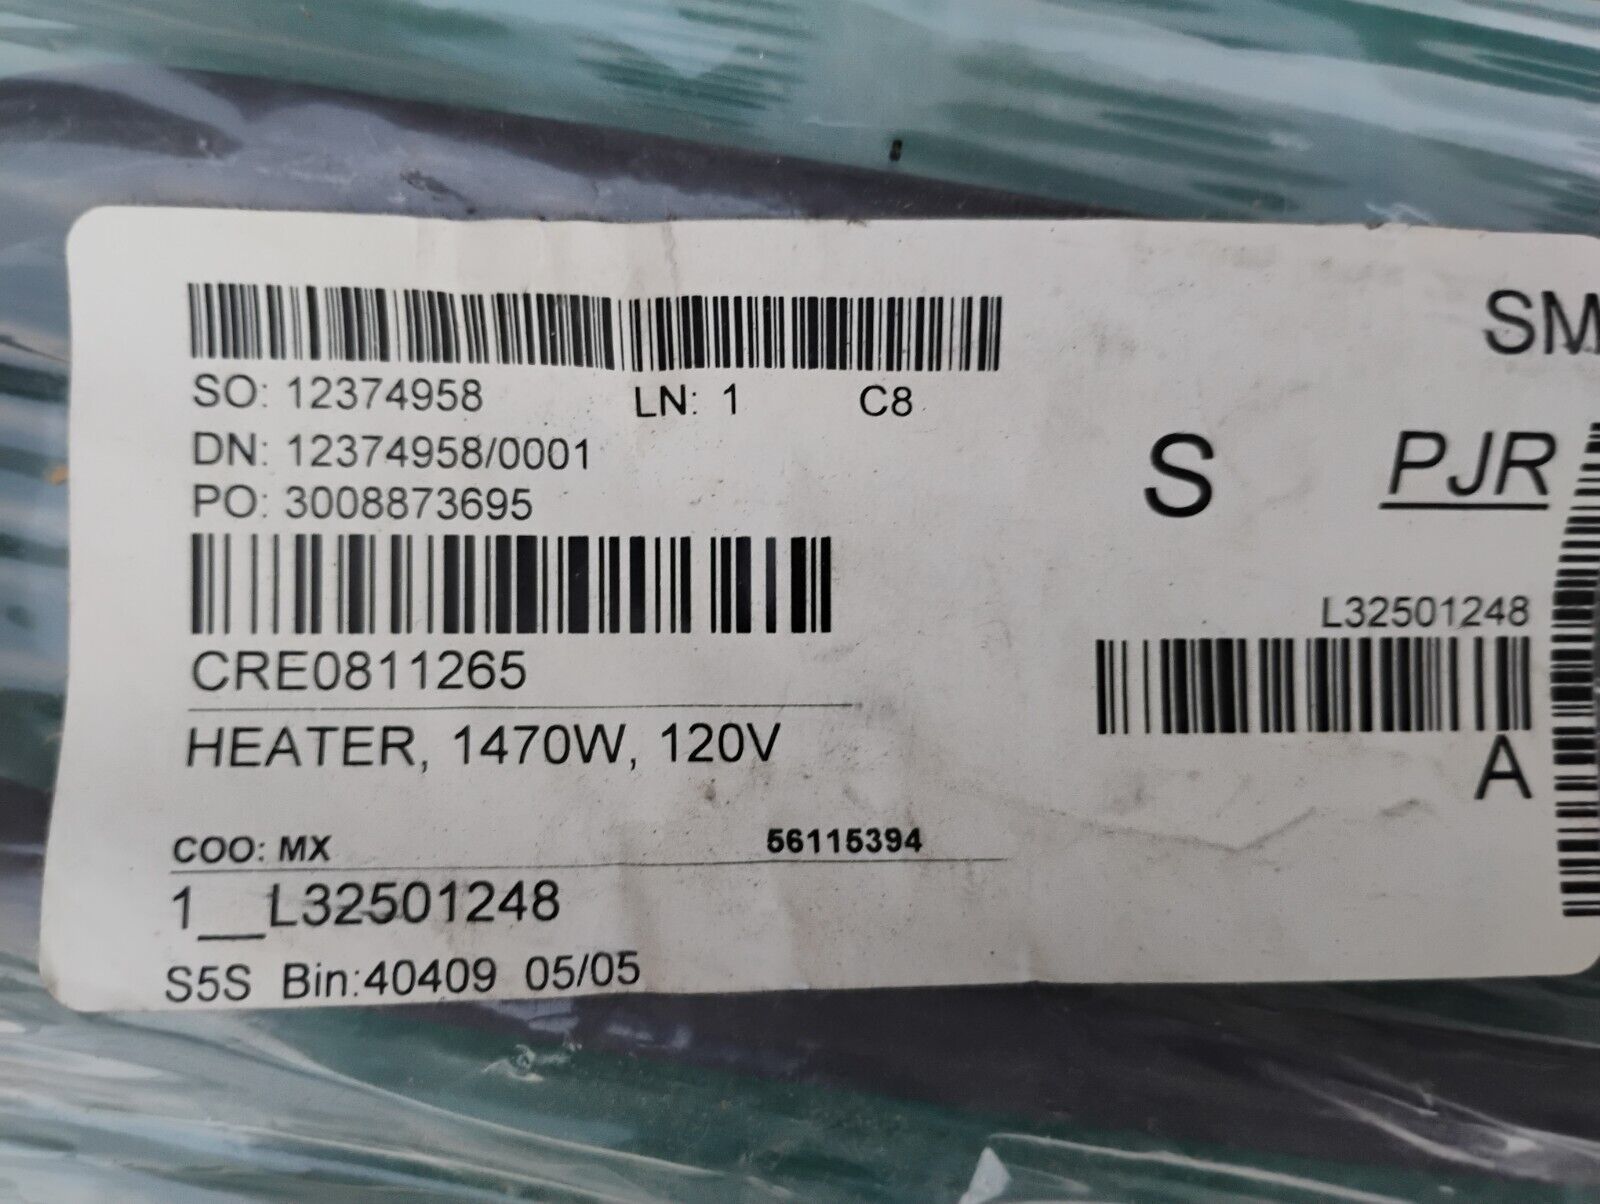 SM
SO: 12374958 LN: 1 C8
DN: 12374958/0001
PO: 3008873695
S PJR
L32501248
CRE0811265
HEATER, 1470W, 120V
A
COO: MX 56115394
1__L32501248
S5S Bin:40409 05/05